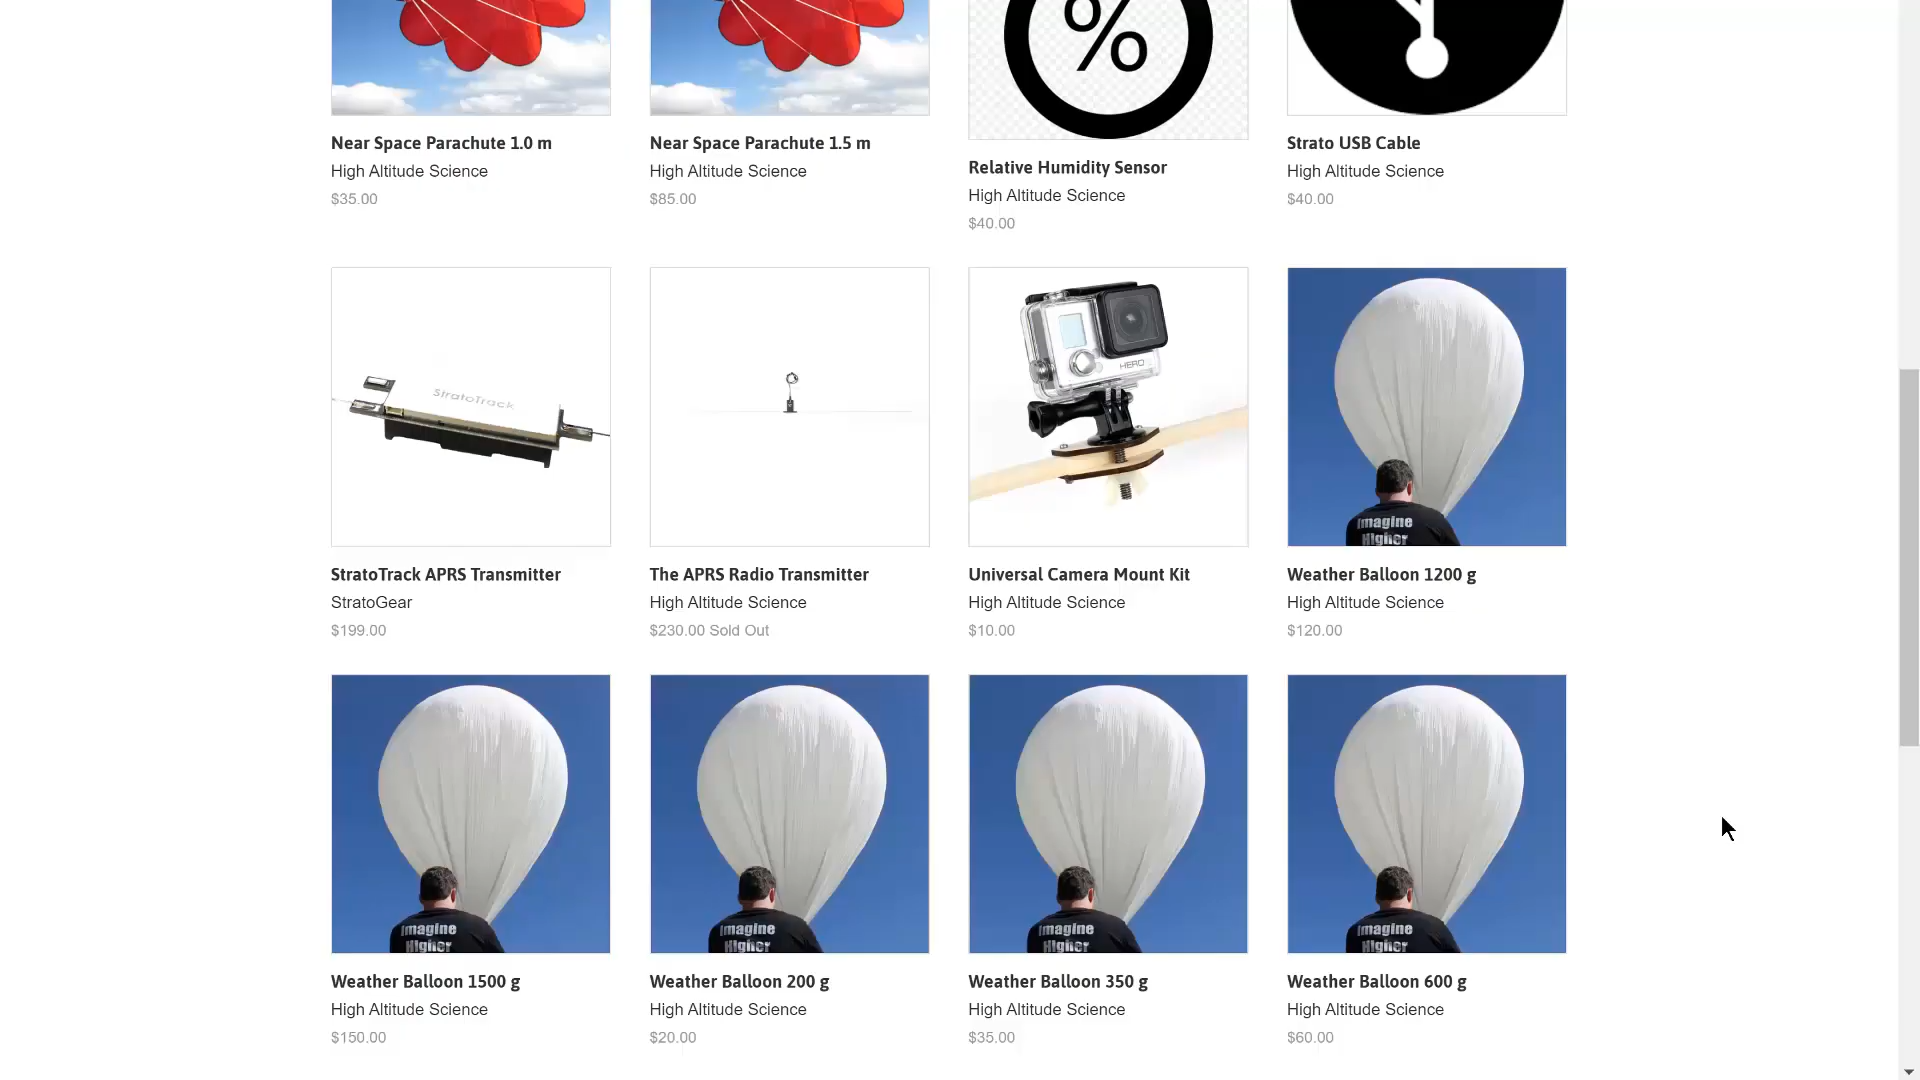 %
Near Space Parachute 1.0 m
High Altitude Science
$35.00
Near Space Parachute 1.5 m
High Altitude Science
$85.00
Relative Humidity Sensor
High Altitude Science
$40.00
Strato USB Cable
High Altitude Science
$40.00
StratoTrack
HERO
Imagine
Higher
StratoTrack APRS Transmitter
StratoGear
$199.00
The APRS Radio Transmitter
High Altitude Science
$230.00 Sold Out
Universal Camera Mount Kit
High Altitude Science
$10.00
Weather Balloon 1200 g
High Altitude Science
$120.00
Imagine
Higher
Imagine
Higher
Imagine
Higher
Imagine
Higher
Weather Balloon 1500 g
High Altitude Science
$150.00
Weather Balloon 200 g
High Altitude Science
$20.00
Weather Balloon 350 g
High Altitude Science
$35.00
Weather Balloon 600 g
High Altitude Science
$60.00